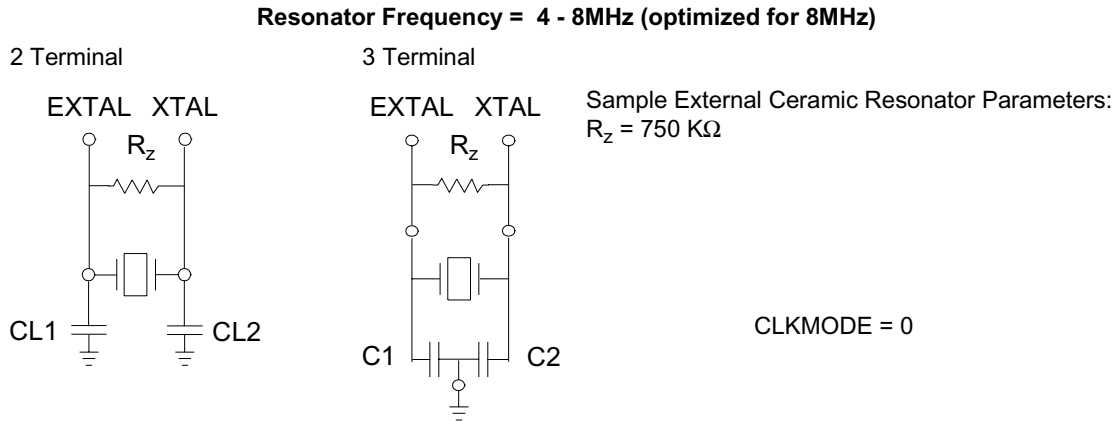 Resonator Frequency = 4 - 8MHz (optimized for 8MHz)
2 Terminal
3 Terminal
EXTAL XTAL
EXTAL XTAL
Sample External Ceramic Resonator Parameters:
Rz = 750 KΩ
Rz
Rz
CL1
CL2
CLKMODE = 0
C1
C2